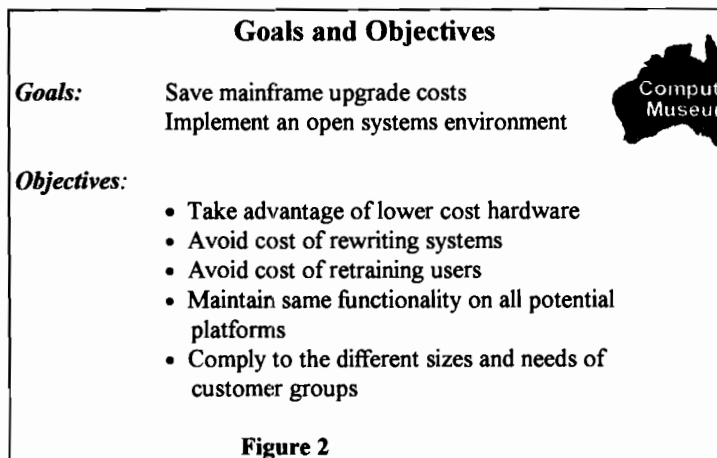 Goals and Objectives
Goals: Save mainframe upgrade costs
Implement an open systems environment
Objectives:
• Take advantage of lower cost hardware
• Avoid cost of rewriting systems
• Avoid cost of retraining users
• Maintain same functionality on all potential
platforms
• Comply to the different sizes and needs of
customer groups
Figure 2